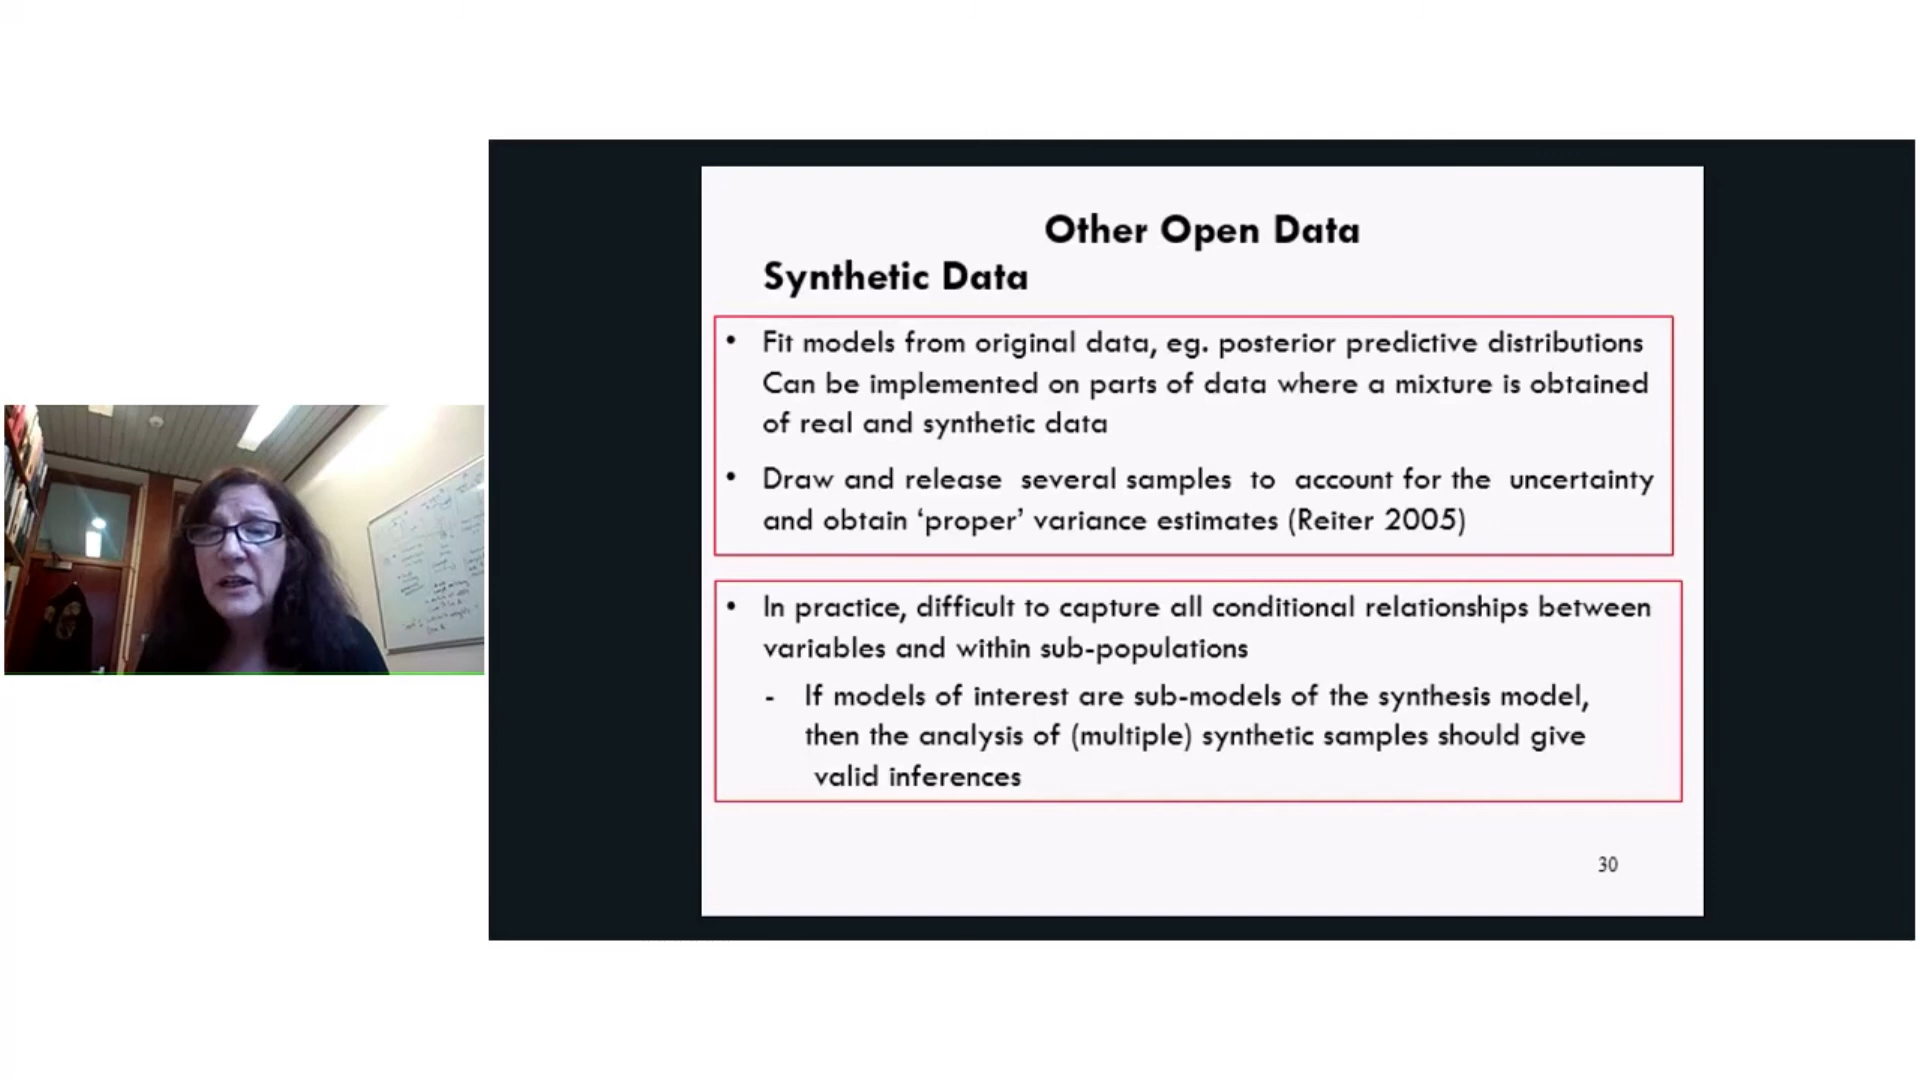 Other Open Data
Synthetic Data
• Fit models from original data, eg. posterior predictive distributions
Can be implemented on parts of data where a mixture is obtained
of real and synthetic data
• Draw and release several samples to account for the uncertainty
and obtain ‘proper’ variance estimates (Reiter 2005)
• In practice, difficult to capture all conditional relationships between
variables and within sub-populations
- If models of interest are sub-models of the synthesis model,
then the analysis of (multiple) synthetic samples should give
valid inferences
30